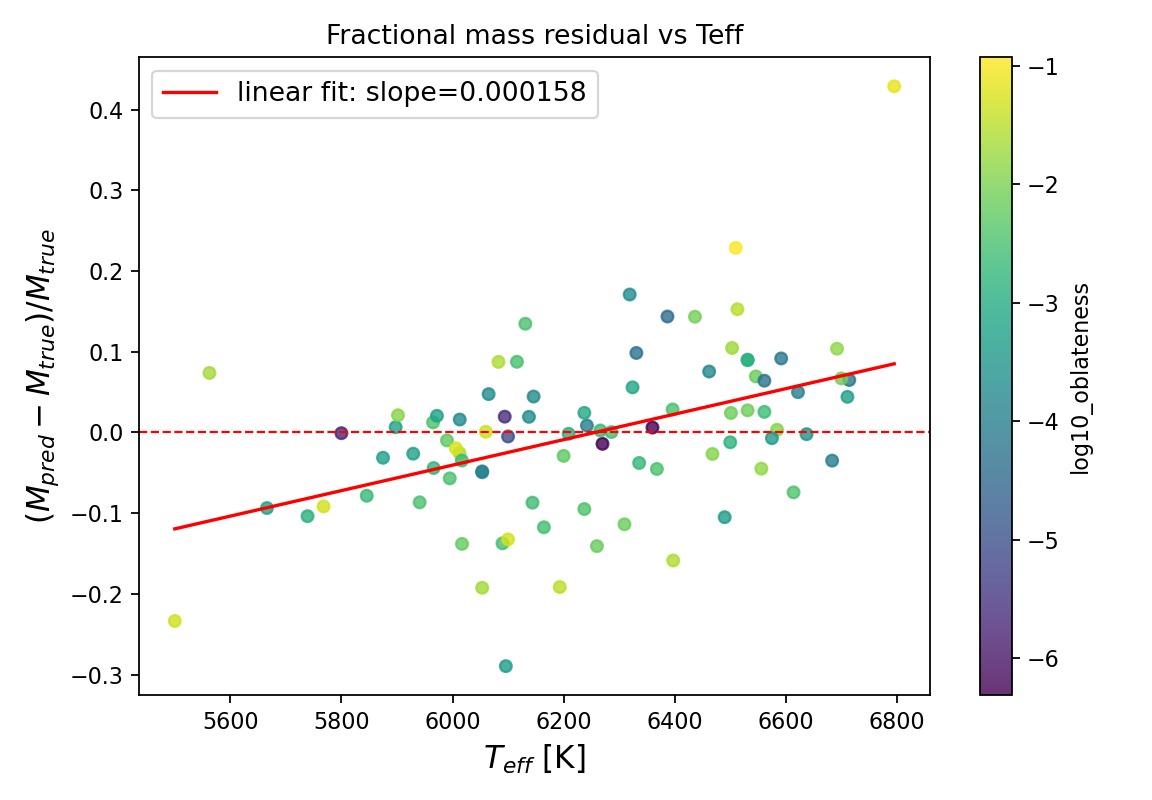 Fractional mass residual vs Teff
linear fit: slope=0.000158
0.4
0.3
0.2
0.1
0.0
−0.1
−0.2
−0.3
(M_pred − M_true)/M_true
5600 5800 6000 6200 6400 6600 6800
T_eff [K]
−1
−2
−3
−4
−5
−6
log10_oblateness